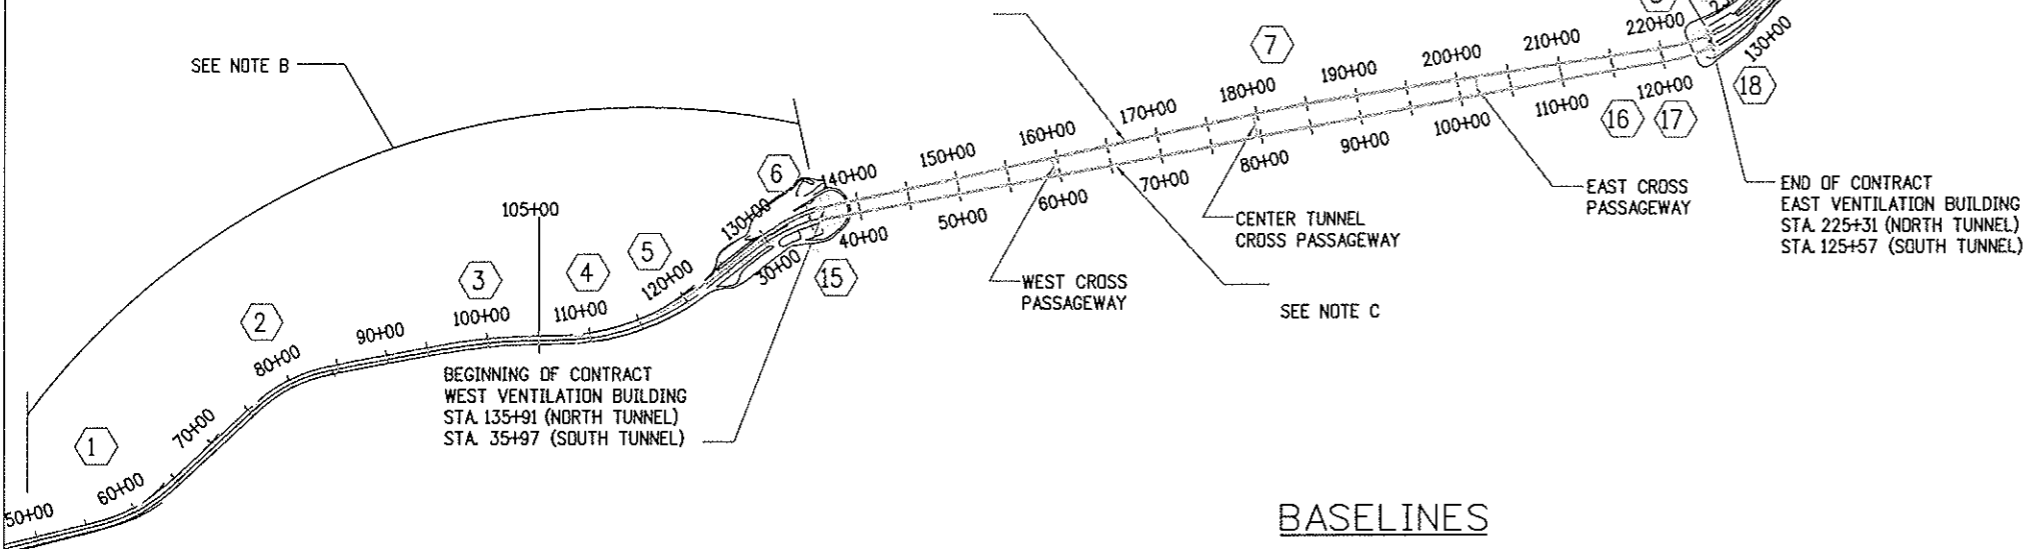 SEE NOTE B
1
2
3
4
5
6
7
15
16
17
18
50+00
60+00
70+00
80+00
90+00
100+00
105+00
110+00
120+00
130+00
140+00
150+00
160+00
170+00
180+00
190+00
200+00
210+00
220+00
30+00
40+00
50+00
60+00
70+00
80+00
90+00
100+00
110+00
120+00
130+00
BEGINNING OF CONTRACT
WEST VENTILATION BUILDING
STA. 135+91 (NORTH TUNNEL)
STA. 35+97 (SOUTH TUNNEL)
WEST CROSS
PASSAGEWAY
CENTER TUNNEL
CROSS PASSAGEWAY
SEE NOTE C
EAST CROSS
PASSAGEWAY
END OF CONTRACT
EAST VENTILATION BUILDING
STA. 225+31 (NORTH TUNNEL)
STA. 125+57 (SOUTH TUNNEL)
BASELINES